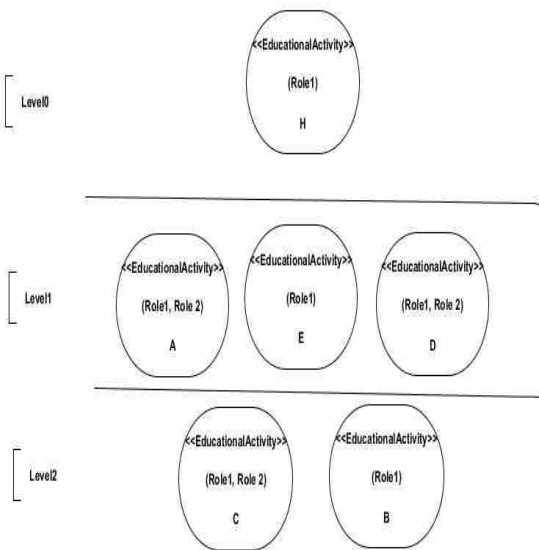 <<EducationalActivity>>
(Role1)
H
Level0
<<EducationalActivity>>
(Role1, Role 2)
A
<<EducationalActivity>>
(Role1)
E
<<EducationalActivity>>
(Role1, Role 2)
D
Level1
<<EducationalActivity>>
(Role1, Role 2)
C
<<EducationalActivity>>
(Role1)
B
Level2